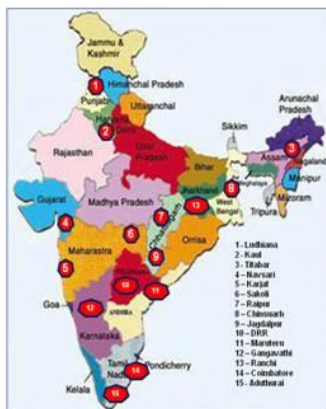 Jammu &
Kashmir
1
Himanchal Pradesh
Punjab
Uttaranchal
Haryana
2
Delhi
Arunachal
Pradesh
Sikkim
Rajasthan
Uttar
Pradesh
Assam
3
Nagaland
Bihar
Meghalaya
Manipur
Jharkhand
8
Tripura
Mizoram
Gujarat
Madhya Pradesh
7
13
West
Bengal
4
6
Chhattisgarh
Orrisa
Maharastra
9
5
10
11
Goa
12
ANDHRA
Karnataka
Tamil
Nadu
Pondicherry
14
Kelala
15
1 - Ludhiana
2 - Kaul
3 - Titabar
4 - Navsari
5 - Karjat
6 - Sakoli
7 - Raipur
8 - Chinsuarh
9 - Jagdalpur
10 - DRR
11 - Maruteru
12 - Gangavathi
13 - Ranchi
14 - Coimbatore
15 - Aduthurai